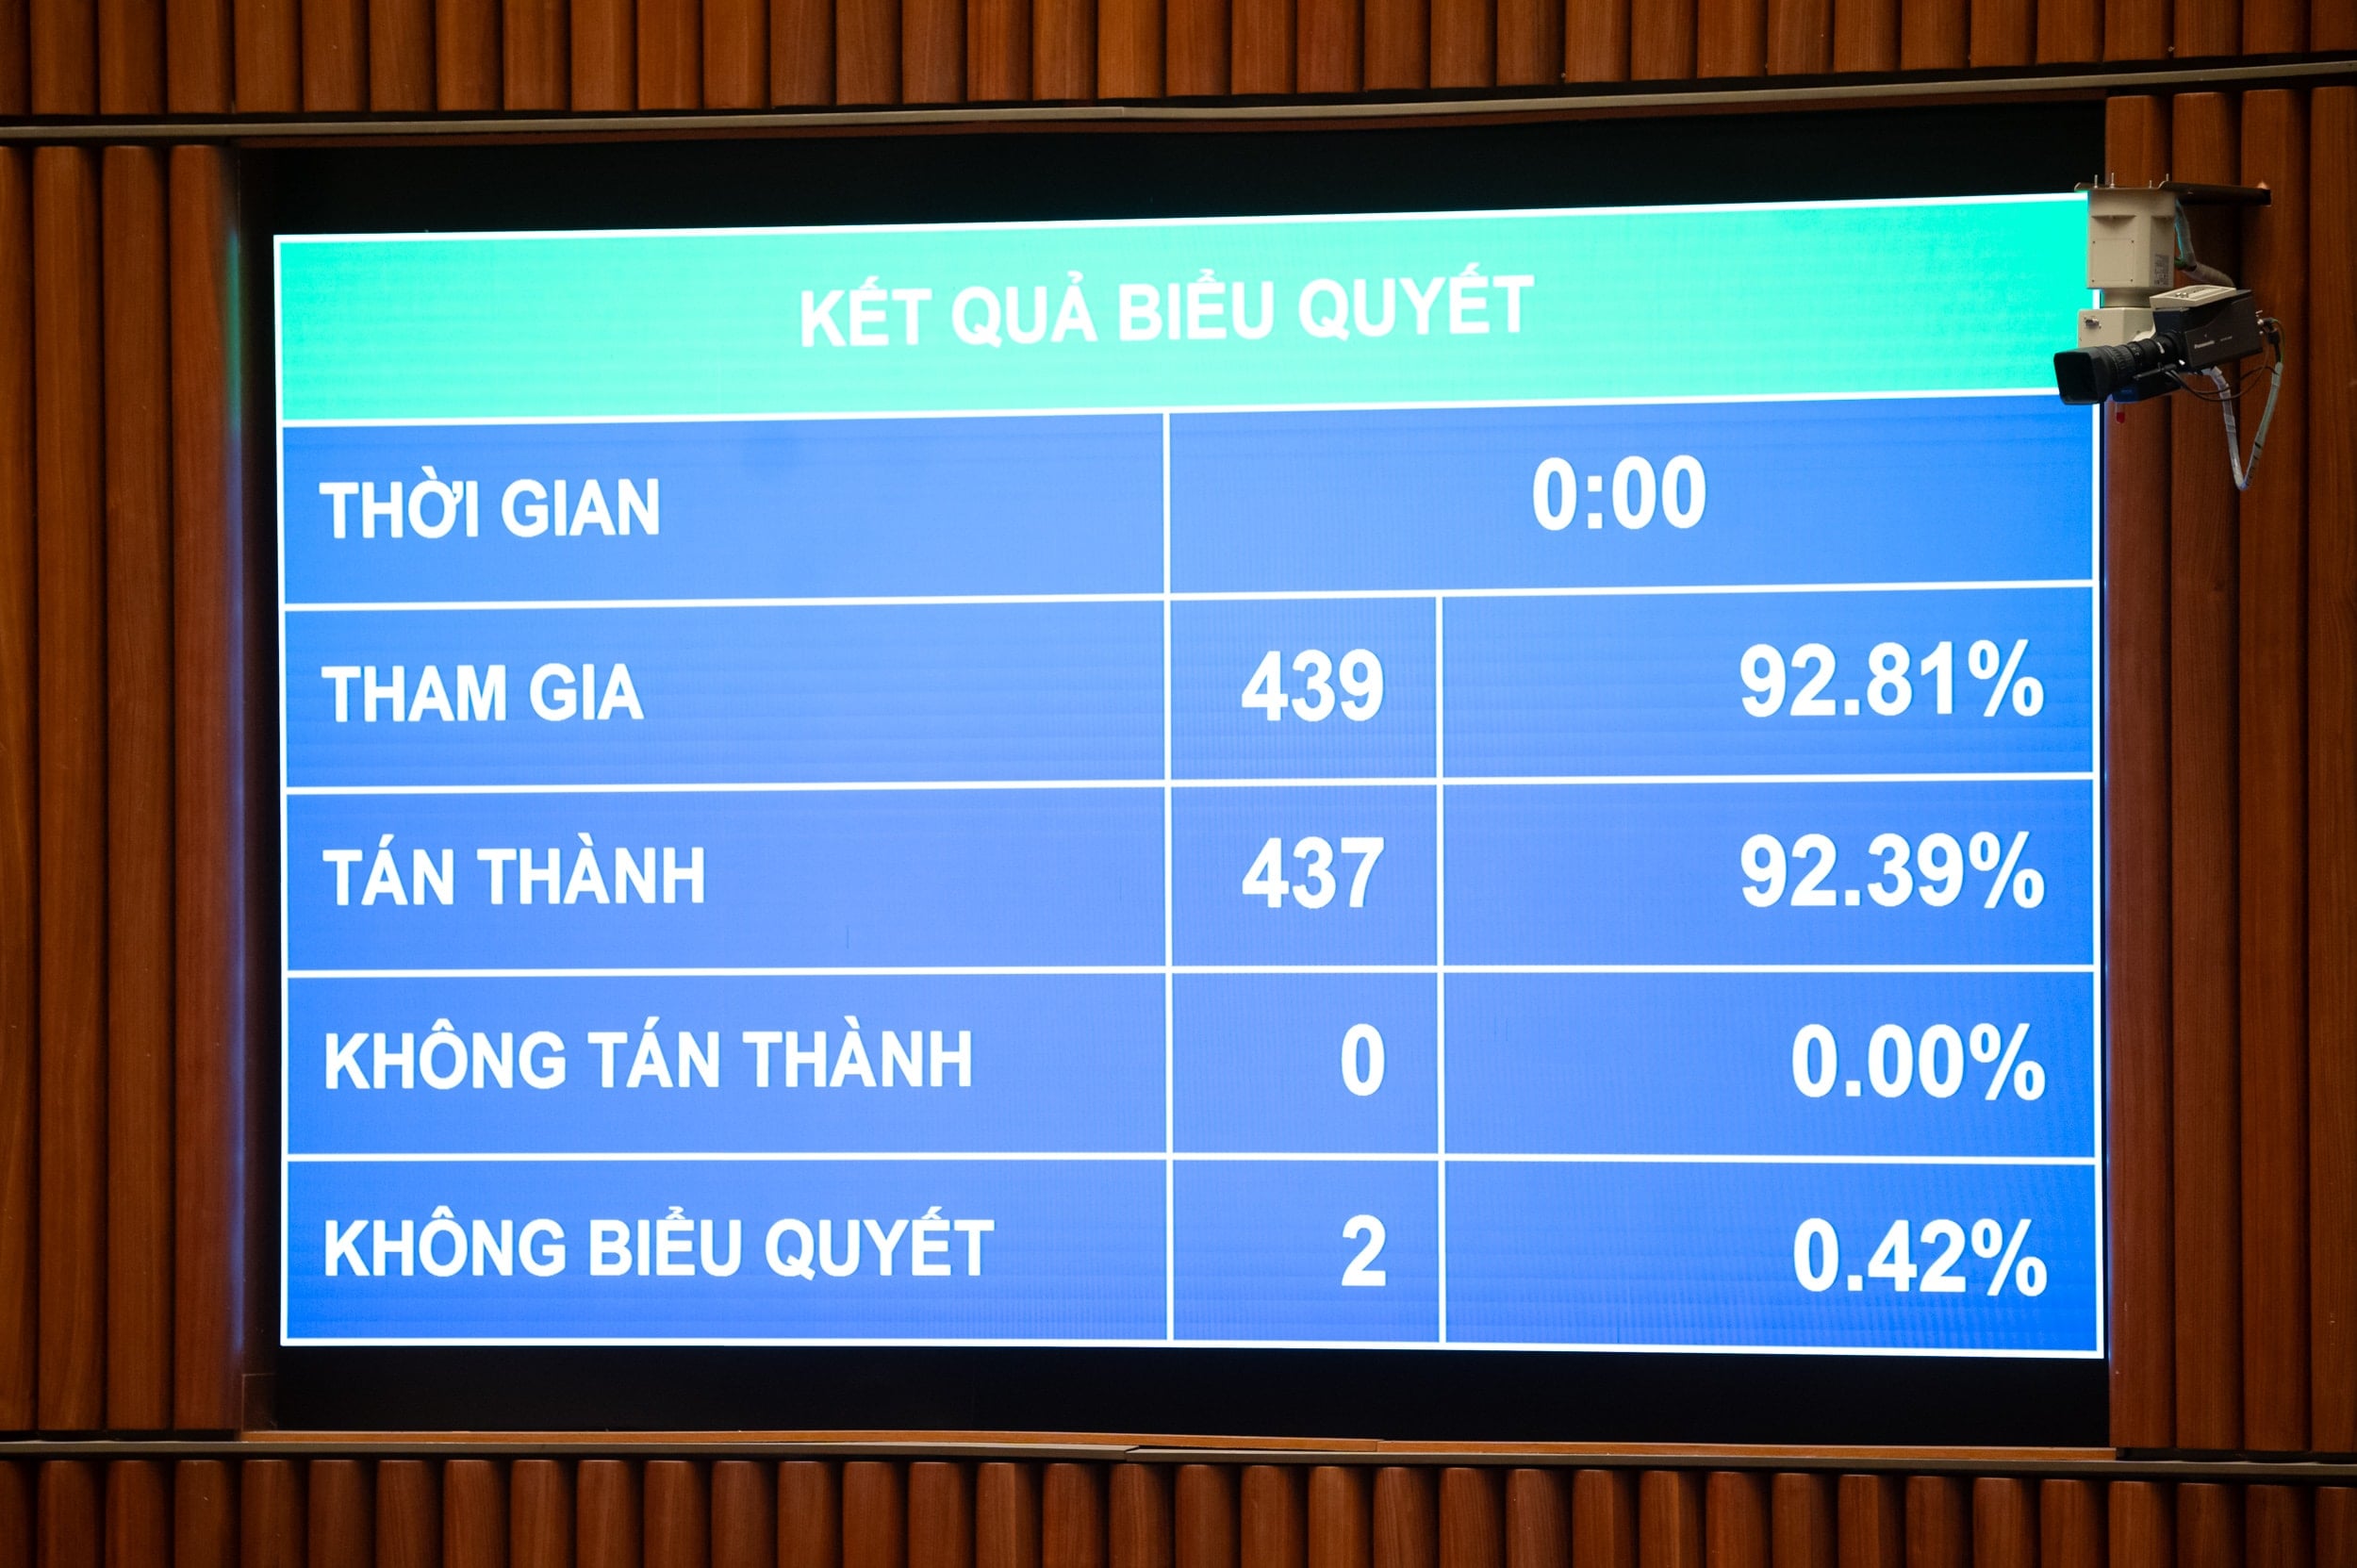 KẾT QUẢ BIỂU QUYẾT
THỜI GIAN 0:00
THAM GIA 439 92.81%
TÁN THÀNH 437 92.39%
KHÔNG TÁN THÀNH 0 0.00%
KHÔNG BIỂU QUYẾT 2 0.42%
Panasonic